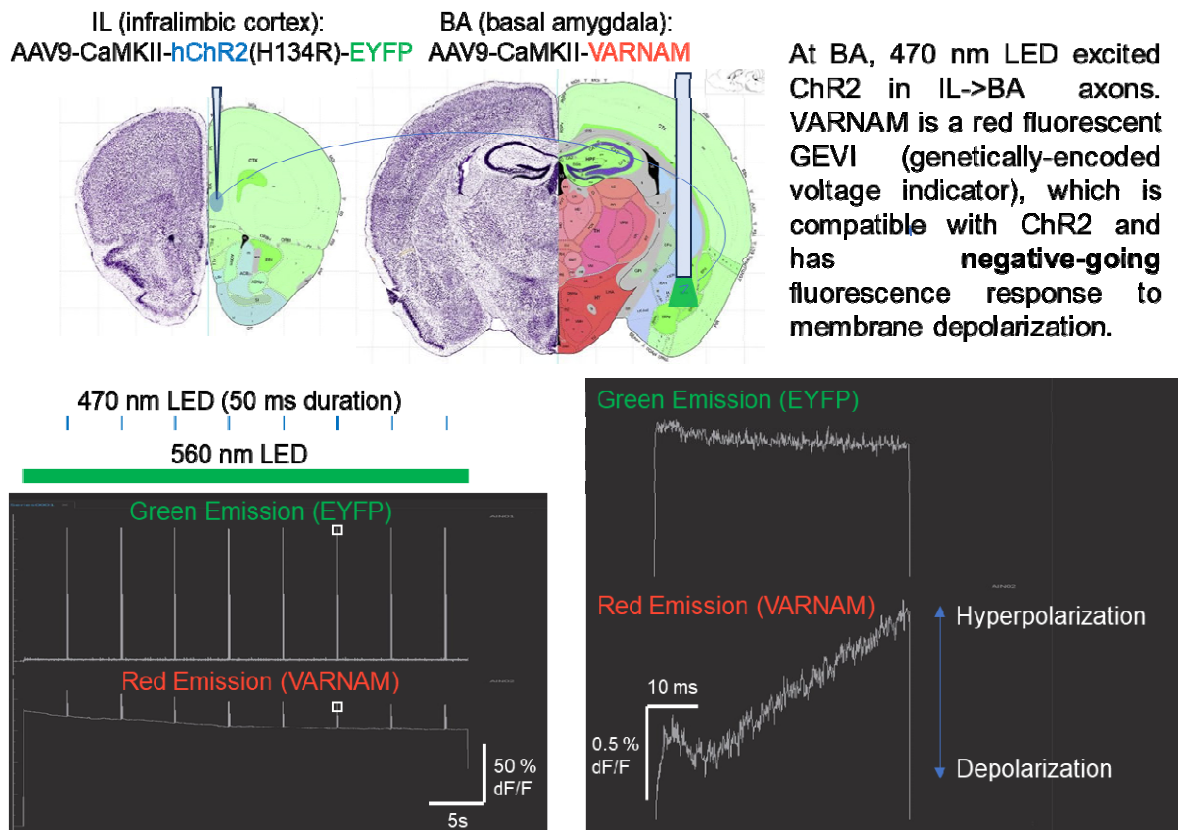 IL (infralimbic cortex):
AAV9-CaMKII-hChR2(H134R)-EYFP
BA (basal amygdala):
AAV9-CaMKII-VARNAM
At BA, 470 nm LED excited
ChR2 in IL->BA axons.
VARNAM is a red fluorescent
GEVI (genetically-encoded
voltage indicator), which is
compatible with ChR2 and
has negative-going
fluorescence response to
membrane depolarization.
470 nm LED (50 ms duration)
560 nm LED
Green Emission (EYFP)
Red Emission (VARNAM)
50 %
dF/F
5s
Green Emission (EYFP)
Red Emission (VARNAM)
Hyperpolarization
10 ms
0.5 %
dF/F
Depolarization